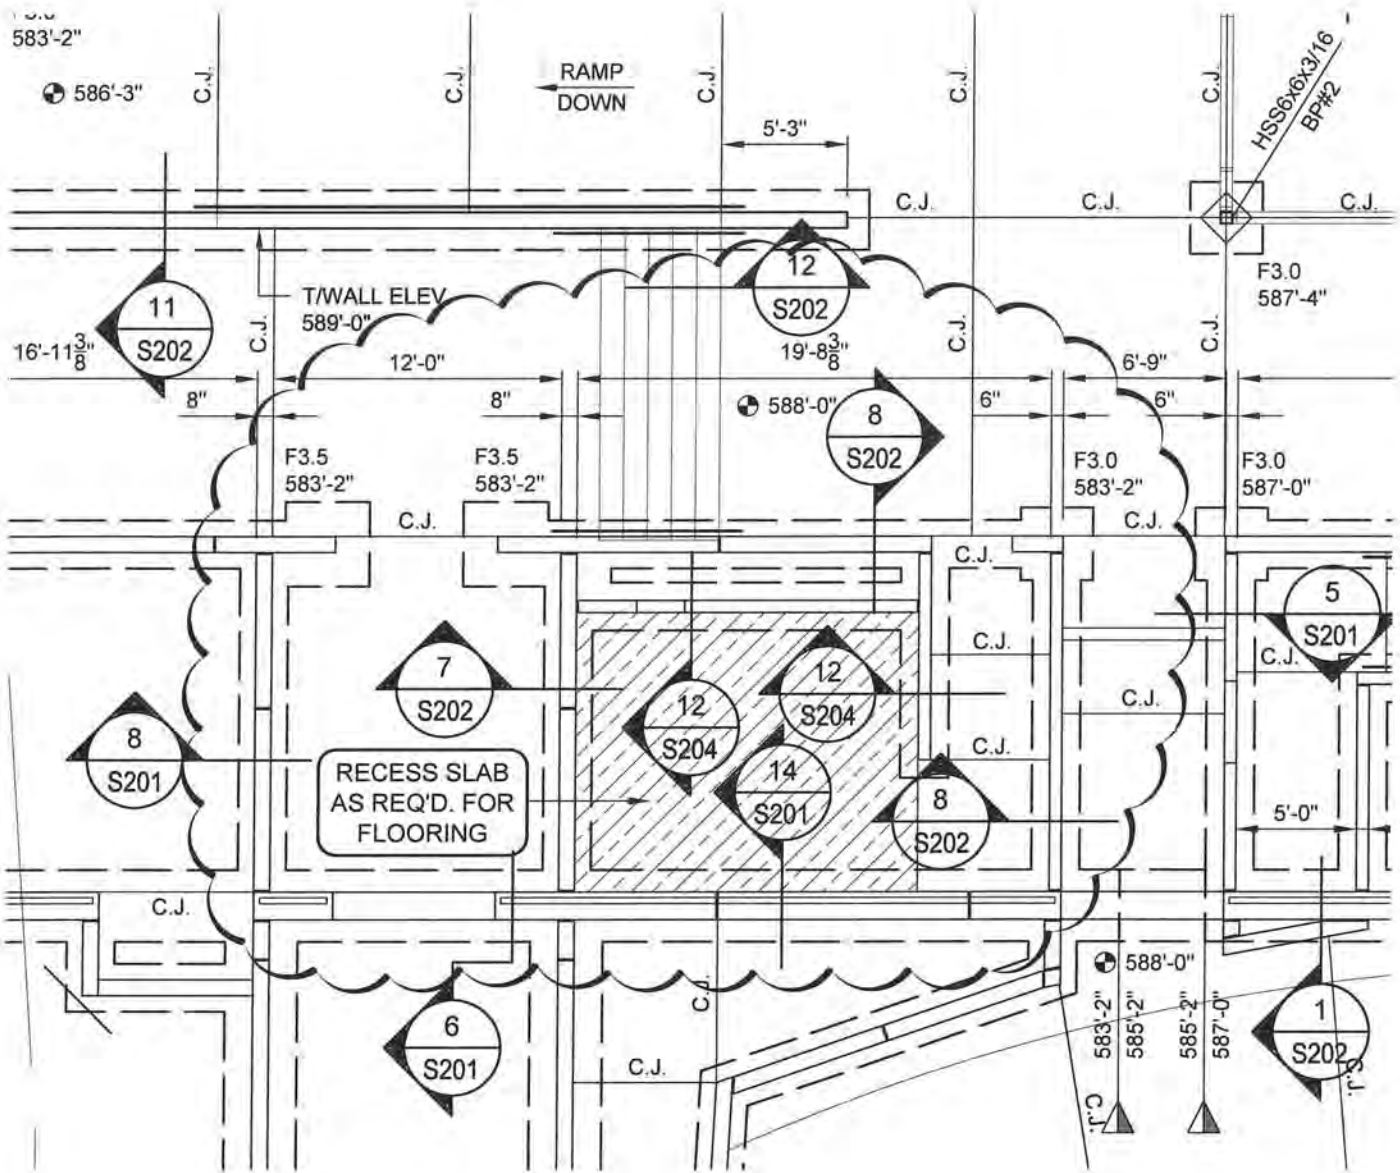 583'-2"
586'-3"
C.J.
C.J.
RAMP
DOWN
C.J.
C.J.
C.J.
HSS6x6x3/16
BP#2
5'-3"
C.J.
C.J.
C.J.
F3.0
587'-4"
12
S202
T/WALL ELEV
589'-0"
11
S202
C.J.
C.J.
C.J.
16'-11 3/8"
12'-0"
19'-8 3/8"
6'-9"
8"
8"
588'-0"
8
S202
6"
6"
F3.5
583'-2"
F3.5
583'-2"
F3.0
583'-2"
F3.0
587'-0"
C.J.
C.J.
C.J.
5
S201
C.J.
C.J.
7
S202
12
S204
12
S204
C.J.
8
S201
C.J.
RECESS SLAB
AS REQ'D. FOR
FLOORING
14
S201
8
S202
5'-0"
C.J.
588'-0"
C.J.
583'-2"
585'-2"
585'-2"
587'-0"
6
S201
1
S202
C.J.
C.J.
C.J.